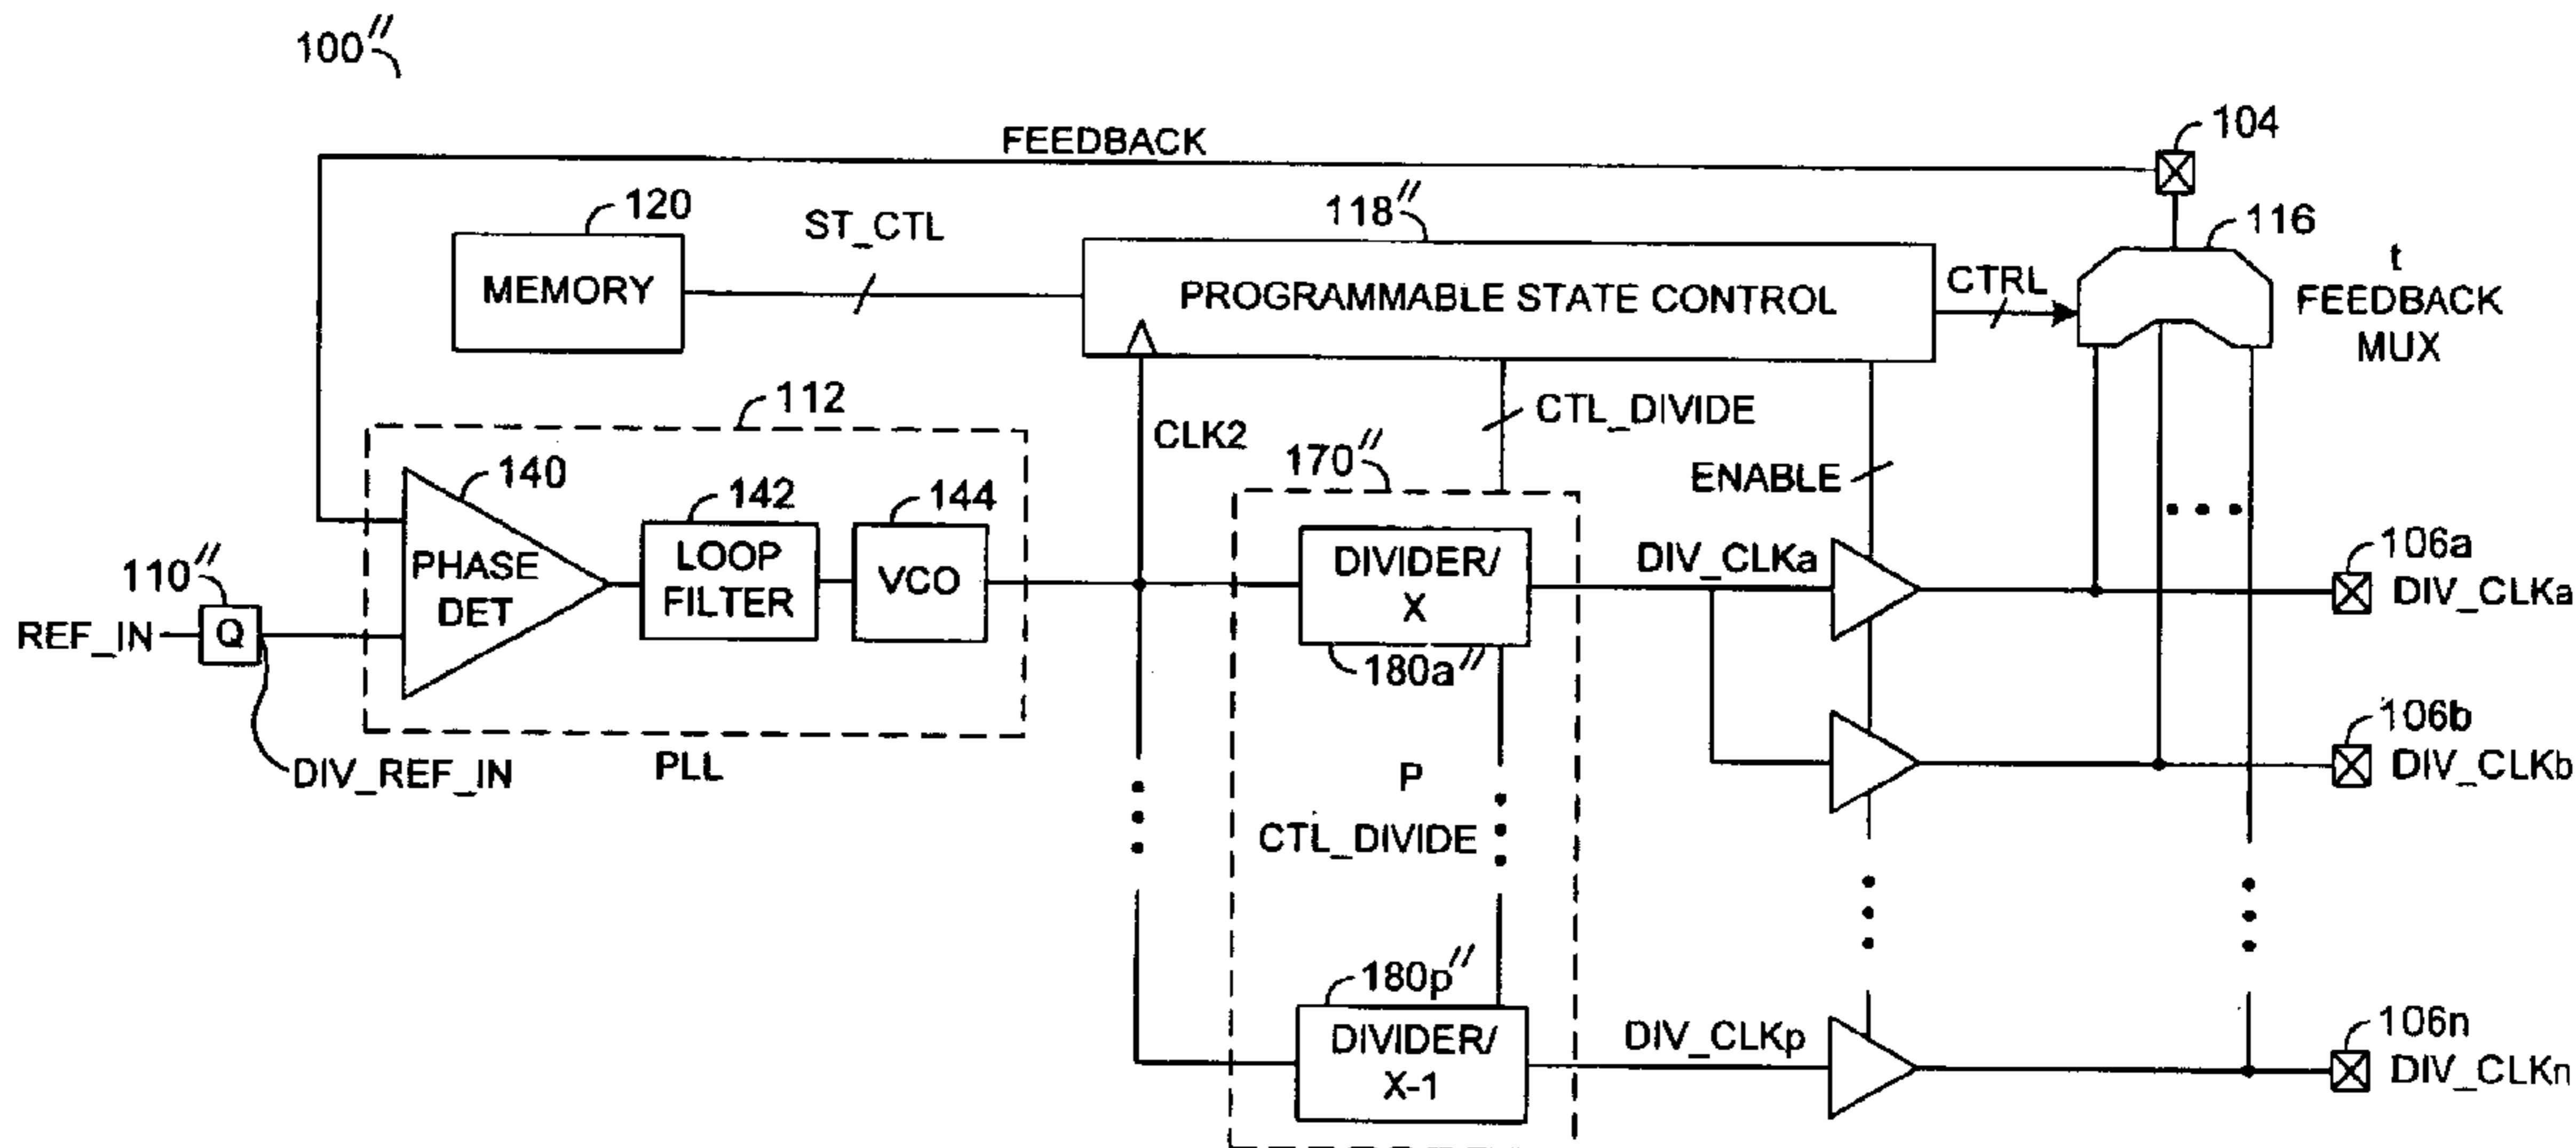 100″
FEEDBACK
104
120
ST_CTL
118″
116
MEMORY
PROGRAMMABLE STATE CONTROL
CTRL
t
FEEDBACK
MUX
112
CLK2
CTL_DIVIDE
140
142
144
170″
ENABLE
110″
PHASE
DET
LOOP
FILTER
VCO
DIVIDER/
X
DIV_CLKa
106a
DIV_CLKa
REF_IN
Q
180a″
DIV_REF_IN
PLL
P
CTL_DIVIDE
106b
DIV_CLKb
180p″
DIVIDER/
X-1
DIV_CLKp
106n
DIV_CLKn